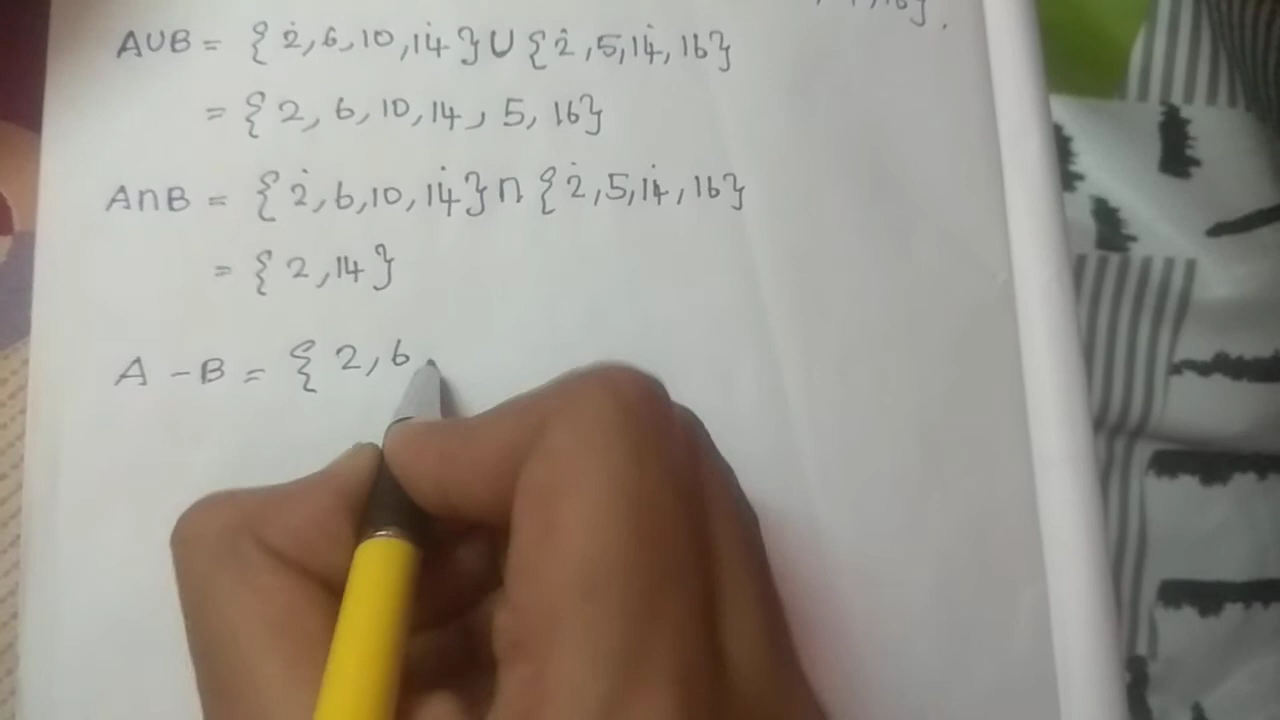 A∪B = {2, 6, 10, 14} ∪ {2, 5, 14, 16}
= {2, 6, 10, 14, 5, 16}
A∩B = {2, 6, 10, 14} ∩ {2, 5, 14, 16}
= {2, 14}
A - B = {2, 6